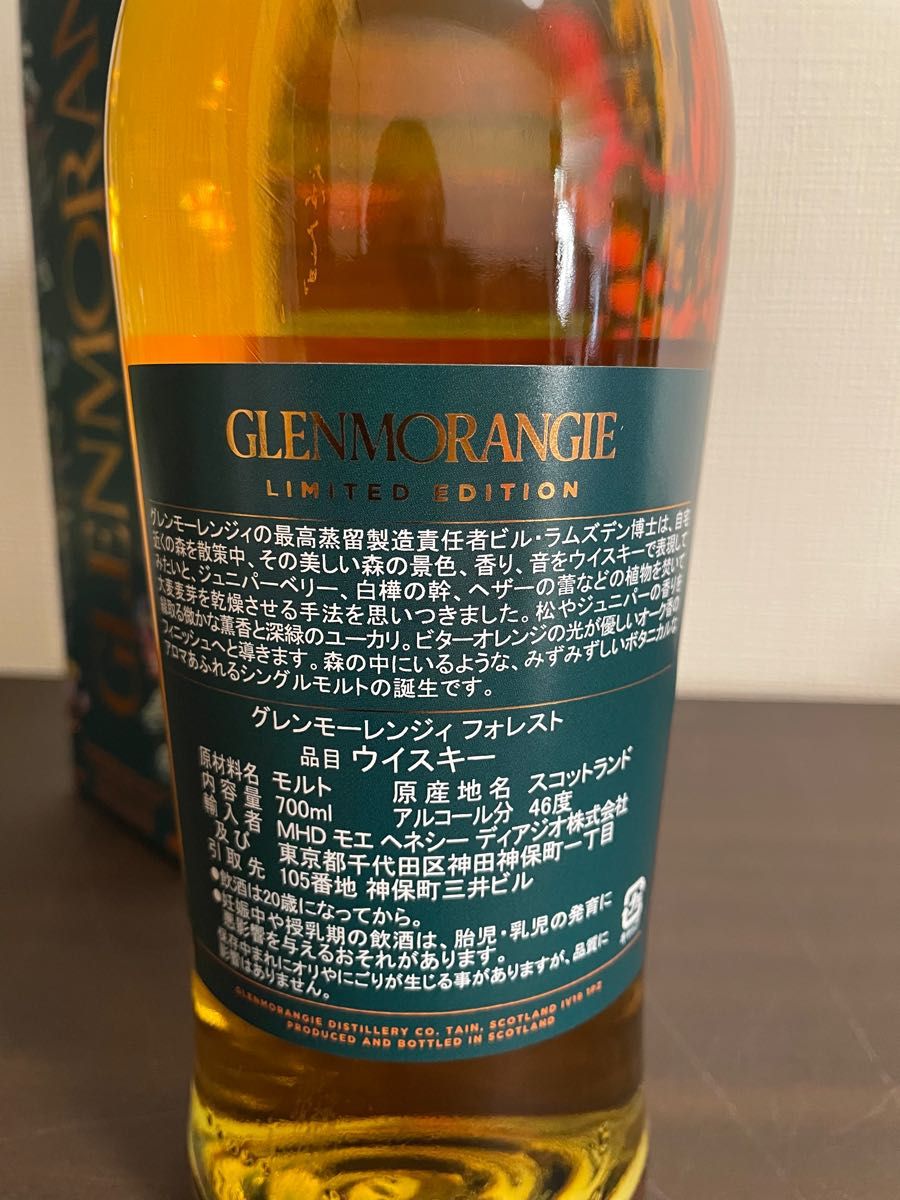 GLENMORANGIE
GLENMORANGIE
LIMITED EDITION
グレンモーレンジィの最高蒸留製造責任者ビル・ラムズデン博士は、自宅
近くの森を散策中、その美しい森の景色、香り、音をウイスキーで表現して
みたいと、ジュニパーベリー、白樺の幹、ヘザーの蕾などの植物を焚いて
大麦麦芽を乾燥させる手法を思いつきました。松やジュニパーの香りを
縁取る微かな薫香と深緑のユーカリ。ビターオレンジの光が優しいオーク香の
フィニッシュへと導きます。森の中にいるような、みずみずしいボタニカルな
アロマあふれるシングルモルトの誕生です。
グレンモーレンジィ フォレスト
品目 ウイスキー
原材料名 モルト 原産地名 スコットランド
内容量 700ml アルコール分 46度
輸入者 MHD モエ ヘネシー ディアジオ株式会社
及び 東京都千代田区神田神保町一丁目
引取先 105番地 神保町三井ビル
●飲酒は20歳になってから。
●妊娠中や授乳期の飲酒は、胎児・乳児の発育に
悪影響を与えるおそれがあります。
保存中まれにオリやにごりが生じる事がありますが、品質に
影響はありません。
GLENMORANGIE DISTILLERY CO. TAIN, SCOTLAND IV19 1PZ
PRODUCED AND BOTTLED IN SCOTLAND